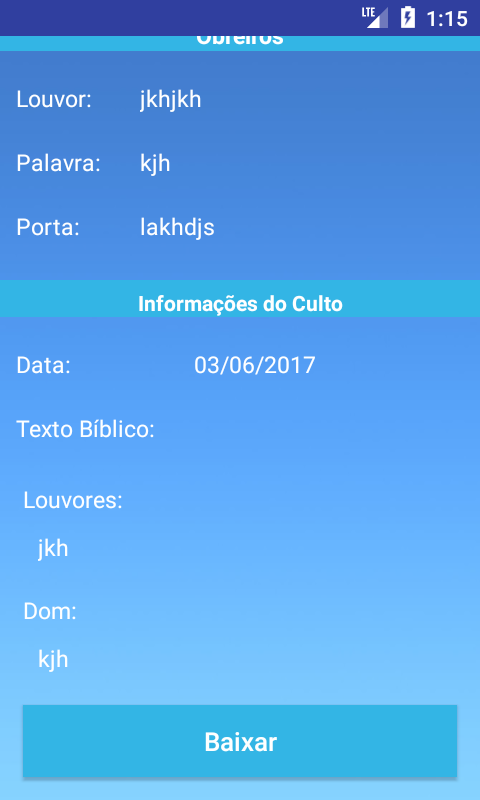 LTE 1:15
Obreiros
Louvor: jkhjkh
Palavra: kjh
Porta: lakhdjs
Informações do Culto
Data: 03/06/2017
Texto Bíblico:
Louvores:
jkh
Dom:
kjh
Baixar